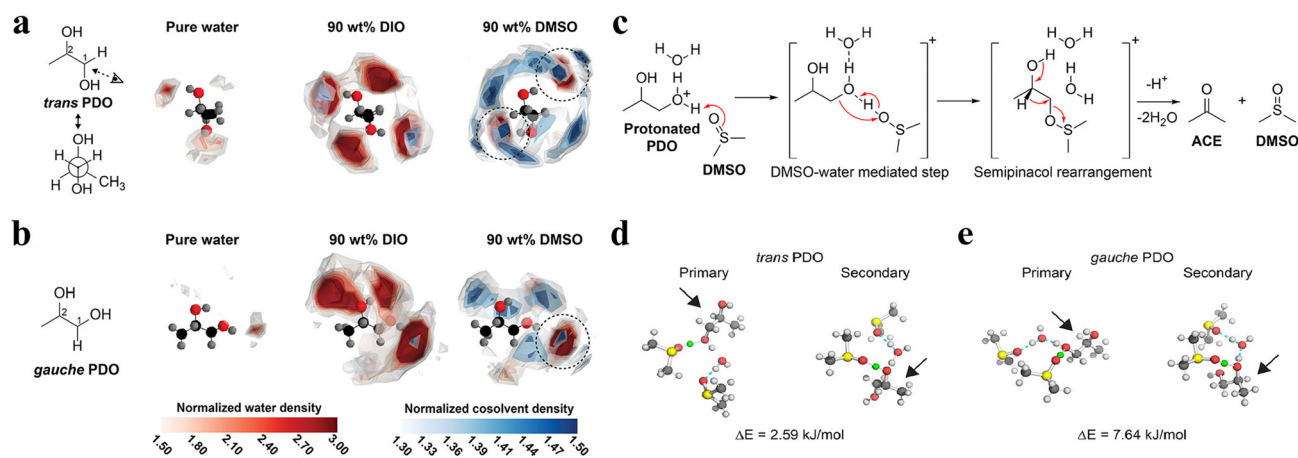 a
Pure water
90 wt% DIO
90 wt% DMSO
OH
2
1
H
OH
trans PDO
OH
H
H
H
CH3
OH
b
Pure water
90 wt% DIO
90 wt% DMSO
OH
2
1
OH
H
gauche PDO
Normalized water density
1.50
1.80
2.10
2.40
2.70
3.00
Normalized cosolvent density
1.30
1.33
1.36
1.39
1.41
1.44
1.47
1.50
c
H
O
H
H
OH
O
+
H
Protonated
PDO
O
S
DMSO
+
H
O
H
H
OH
O
H
HO
S
DMSO-water mediated step
+
H
O
H
OH
H
O
H
H
O
S
Semipinacol rearrangement
-H+
-2H2O
O
ACE
+
O
S
DMSO
d
trans PDO
Primary
Secondary
ΔE = 2.59 kJ/mol
e
gauche PDO
Primary
Secondary
ΔE = 7.64 kJ/mol